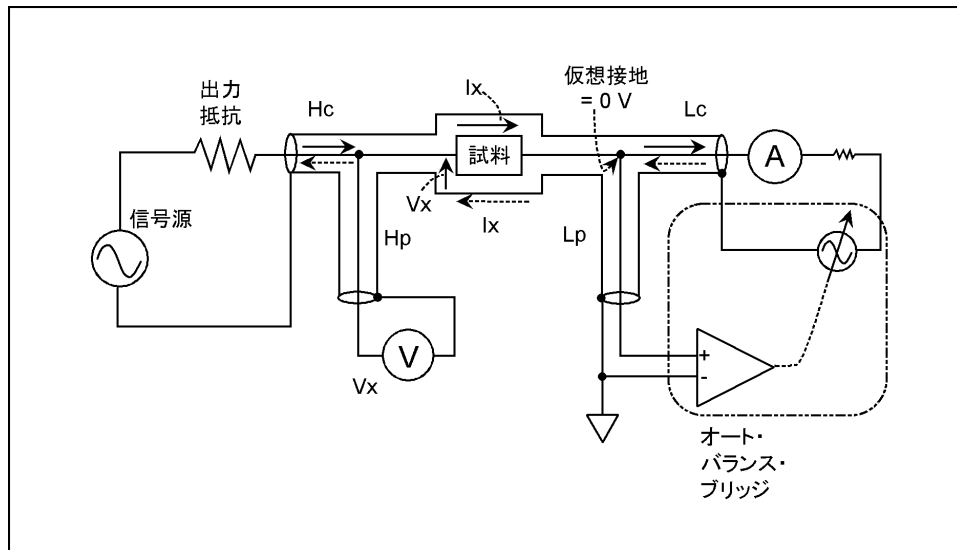 仮想接地
= 0 V
Ix
出力
抵抗
Hc
Lc
試料
A
Vx
信号源
Ix
Hp
Lp
V
Vx
+
-
オート・
バランス・
ブリッジ